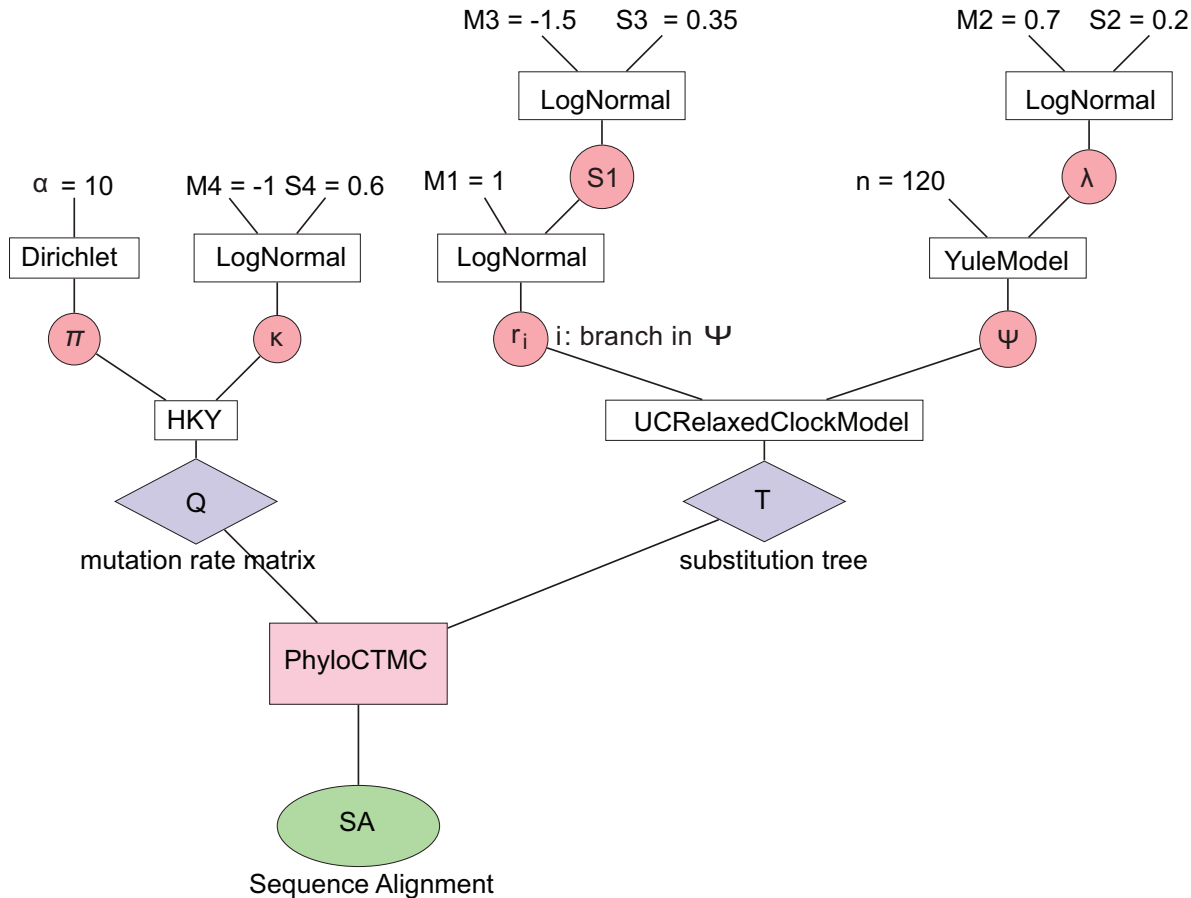 M3 = -1.5 S3 = 0.35 M2 = 0.7 S2 = 0.2
LogNormal LogNormal
α = 10 M4 = -1 S4 = 0.6 M1 = 1 S1 n = 120 λ
Dirichlet LogNormal LogNormal YuleModel
π κ r_i i: branch in Ψ Ψ
HKY UCRelaxedClockModel
Q T
mutation rate matrix substitution tree
PhyloCTMC
SA
Sequence Alignment